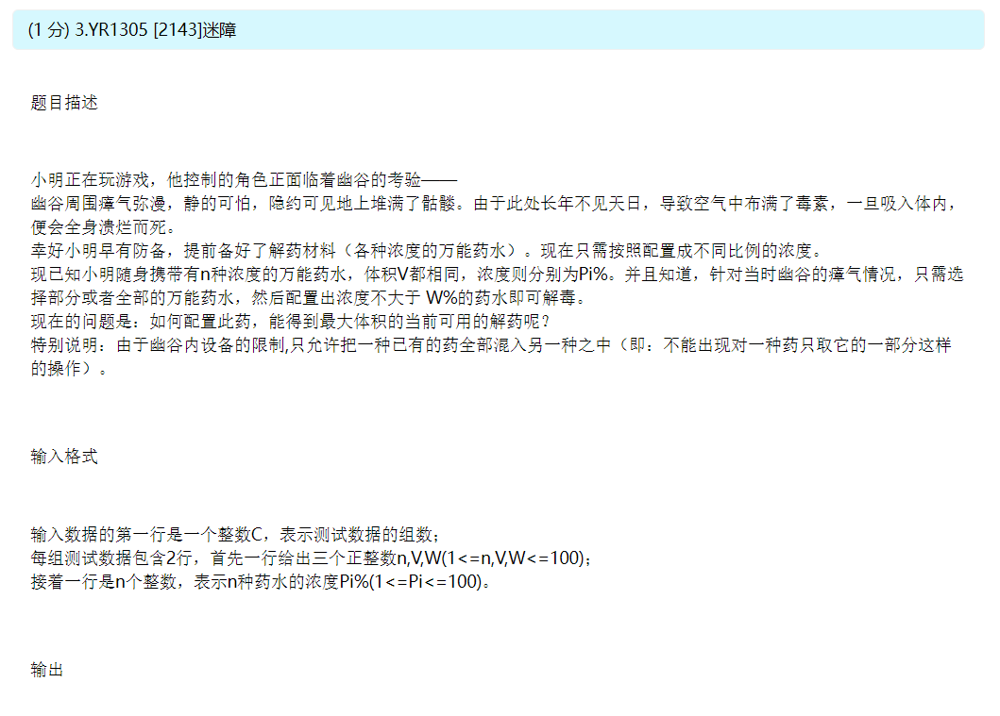 (1 分) 3.YR1305 [2143]迷障
题目描述
小明正在玩游戏，他控制的角色正面临着幽谷的考验——
幽谷周围瘴气弥漫，静的可怕，隐约可见地上堆满了骷髅。由于此处长年不见天日，导致空气中布满了毒素，一旦吸入体内，
便会全身溃烂而死。
幸好小明早有防备，提前备好了解药材料（各种浓度的万能药水）。现在只需按照配置成不同比例的浓度。
现已知小明随身携带有n种浓度的万能药水，体积V都相同，浓度则分别为Pi%。并且知道，针对当时幽谷的瘴气情况，只需选
择部分或者全部的万能药水，然后配置出浓度不大于 W%的药水即可解毒。
现在的问题是：如何配置此药，能得到最大体积的当前可用的解药呢？
特别说明：由于幽谷内设备的限制,只允许把一种已有的药全部混入另一种之中（即：不能出现对一种药只取它的一部分这样
的操作）。
输入格式
输入数据的第一行是一个整数C，表示测试数据的组数；
每组测试数据包含2行，首先一行给出三个正整数n,V,W(1<=n,V,W<=100)；
接着一行是n个整数，表示n种药水的浓度Pi%(1<=Pi<=100)。
输出